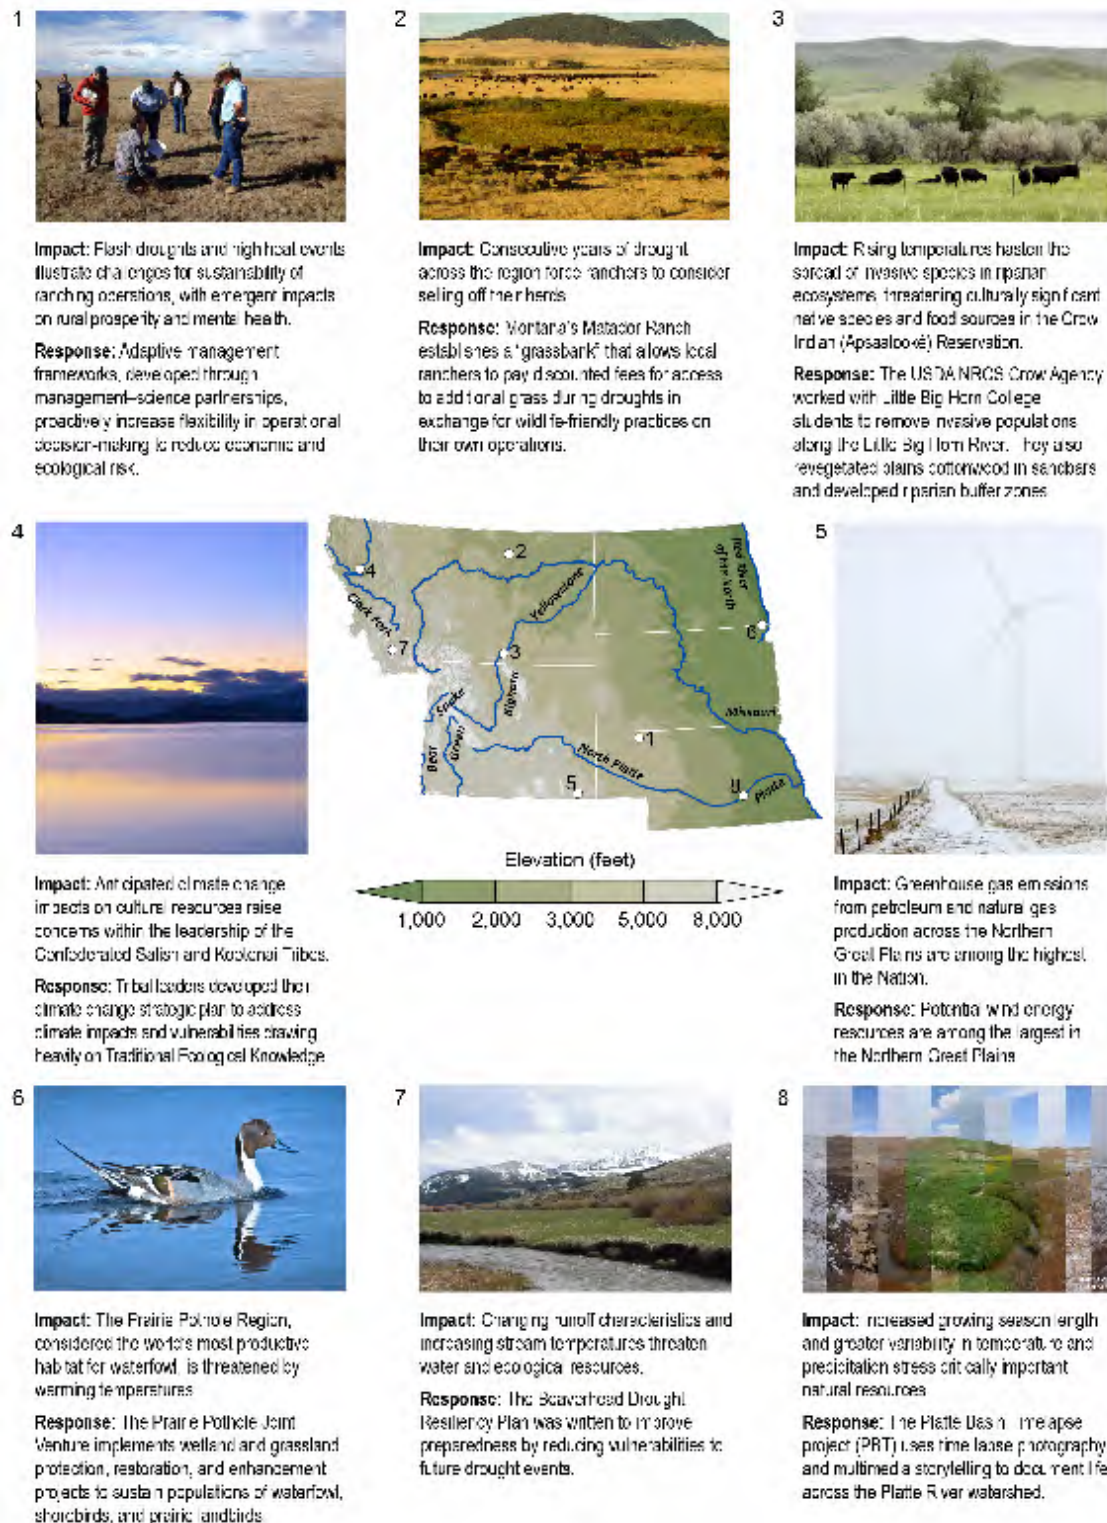 1
2
3
Impact: Flash droughts and high heat events
illustrate challenges for sustainability of
ranching operations, with emergent impacts
on rural prosperity and mental health.
Response: Adaptive management
frameworks, developed through
management–science partnerships,
proactively increase flexibility in operational
decision-making to reduce economic and
ecological risk.
Impact: Consecutive years of drought
across the region force ranchers to consider
selling off their herds
Response: Montana's Matador Ranch
establishes a "grassbank" that allows local
ranchers to pay discounted fees for access
to additional grass during droughts in
exchange for wildlife-friendly practices on
their own operations.
Impact: Rising temperatures hasten the
spread of invasive species in riparian
ecosystems, threatening culturally significant
native species and food sources in the Crow
Indian (Apsaalooké) Reservation.
Response: The USDA NRCS Crow Agency
worked with Little Big Horn College
students to remove invasive populations
along the Little Big Horn River. They also
revegetated plains cottonwood in sandbars
and developed riparian buffer zones
4
Impact: Anticipated climate change
impacts on cultural resources raise
concerns within the leadership of the
Confederated Salish and Kootenai Tribes.
Response: Tribal leaders developed their
climate change strategic plan to address
climate impacts and vulnerabilities drawing
heavily on Traditional Ecological Knowledge
2
4
Clark Fork
7
3
Yellowstone
Bighorn
Snake
Green
Bear
Red River
of the North
6
Missouri
1
North Platte
5
8
Platte
Elevation (feet)
1,000 2,000 3,000 5,000 8,000
5
Impact: Greenhouse gas emissions
from petroleum and natural gas
production across the Northern
Great Plains are among the highest
in the Nation.
Response: Potential wind energy
resources are among the largest in
the Northern Great Plains
6
Impact: The Prairie Pothole Region,
considered the world's most productive
habitat for waterfowl, is threatened by
warming temperatures
Response: The Prairie Pothole Joint
Venture implements wetland and grassland
protection, restoration, and enhancement
projects to sustain populations of waterfowl,
shorebirds, and prairie landbirds
7
Impact: Changing runoff characteristics and
increasing stream temperatures threaten
water and ecological resources.
Response: The Beaverhead Drought
Resiliency Plan was written to improve
preparedness by reducing vulnerabilities to
future drought events.
8
Impact: Increased growing season length
and greater variability in temperature and
precipitation stress critically important
natural resources
Response: The Platte Basin Timelapse
project (PBT) uses time lapse photography
and multimedia storytelling to document life
across the Platte River watershed.